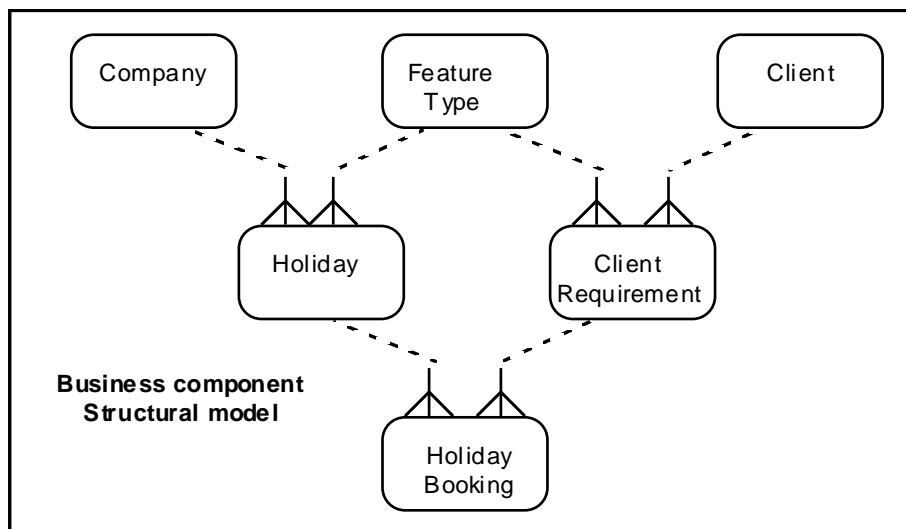 Company
Feature
Type
Client
Holiday
Client
Requirement
Business component
Structural model
Holiday
Booking